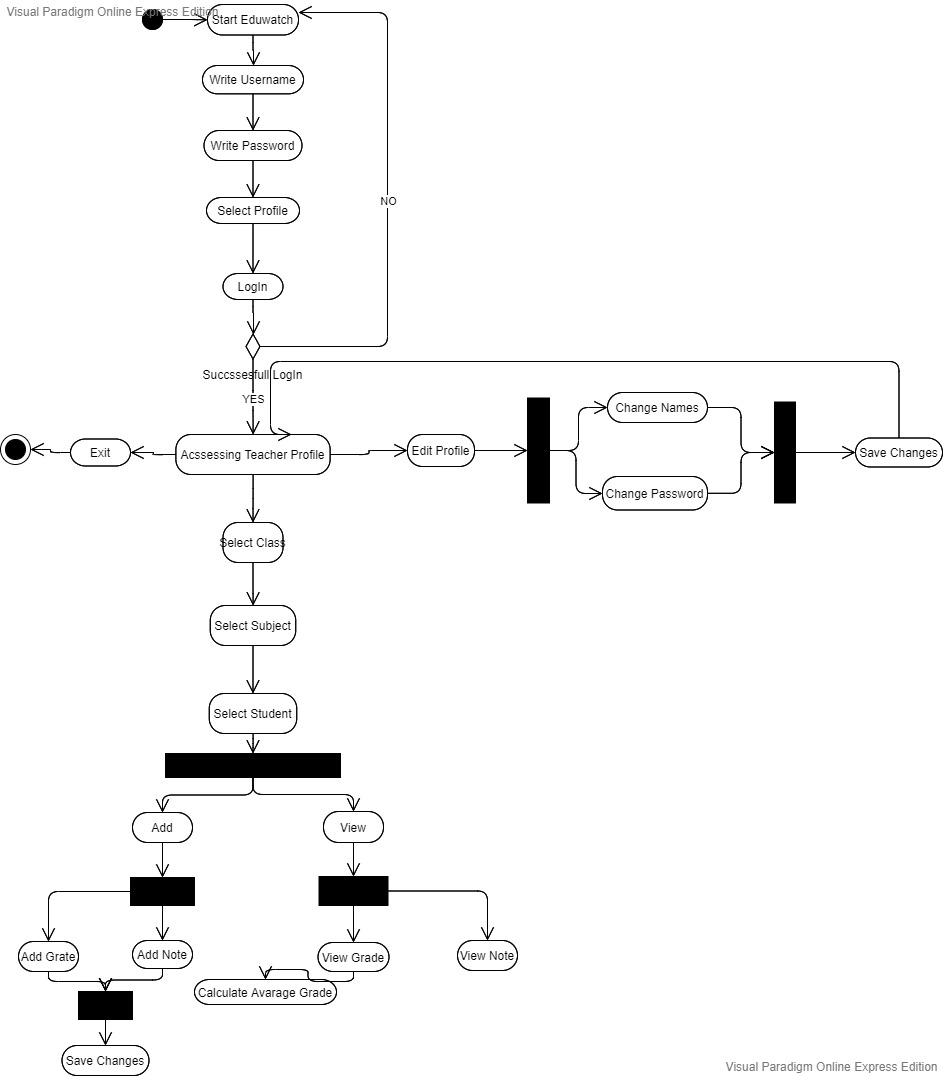 Visual Paradigm Online Express Edition
Start Eduwatch
Write Username
Write Password
Select Profile
NO
LogIn
Succssesfull LogIn
YES
Change Names
Exit
Acssessing Teacher Profile
Edit Profile
Save Changes
Change Password
Select Class
Select Subject
Select Student
Add
View
Add Grate
Add Note
View Grade
View Note
Calculate Avarage Grade
Save Changes
Visual Paradigm Online Express Edition